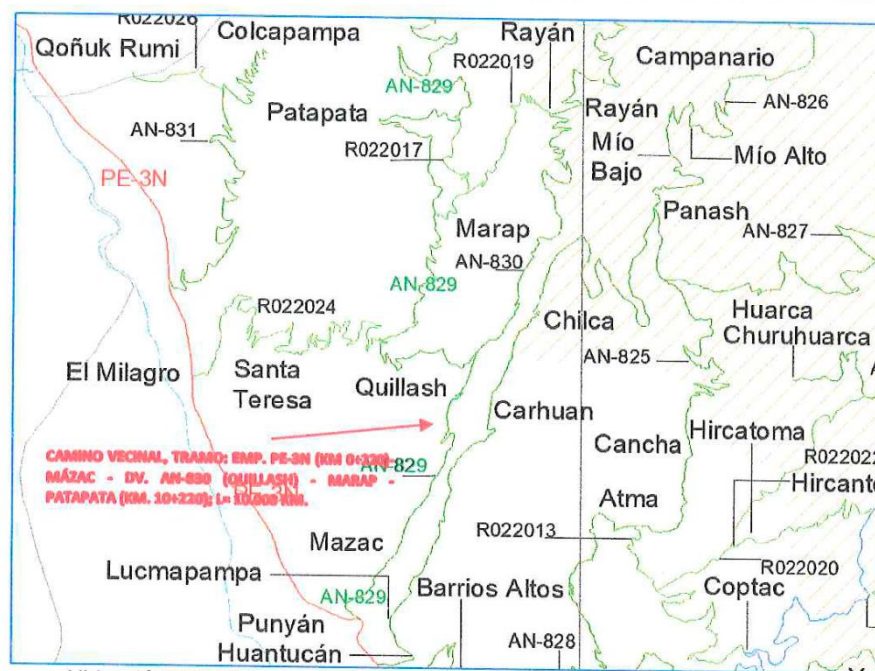 R022026
Colcapampa
Rayán
Qoñuk Rumi
R022019
Campanario
AN-829
AN-826
Patapata
Rayán
AN-831
Mío
Bajo
Mío Alto
R022017
PE-3N
Panash
Marap
AN-827
AN-830
AN-829
R022024
Chilca
Huarca
Churuhuarca
AN-825
El Milagro
Santa
Teresa
Quillash
Carhuan
Cancha
Hircatoma
CAMINO VECINAL, TRAMO: EMP. PE-3N (KM 0+220)-
MÁZAC - DV. AN-830 (QUILLASH) - MARAP -
PATAPATA (KM. 10+220); L= 10.000 KM.
AN-829
PE-3N
R022022
Hircanto
Atma
R022013
Mazac
Lucmapampa
R022020
Barrios Altos
Coptac
AN-829
Punyán
Huantucán
AN-828